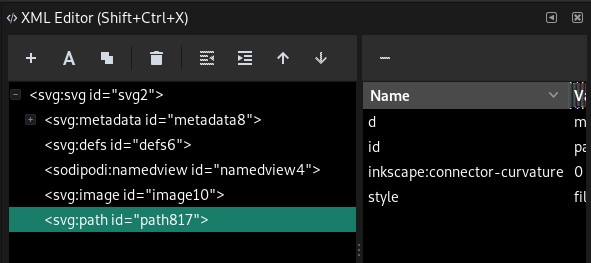 </> XML Editor (Shift+Ctrl+X)
A
<svg:svg id="svg2">
<svg:metadata id="metadata8">
<svg:defs id="defs6">
<sodipodi:namedview id="namedview4">
<svg:image id="image10">
<svg:path id="path817">
Name Va
d m
id pa
inkscape:connector-curvature 0
style fil